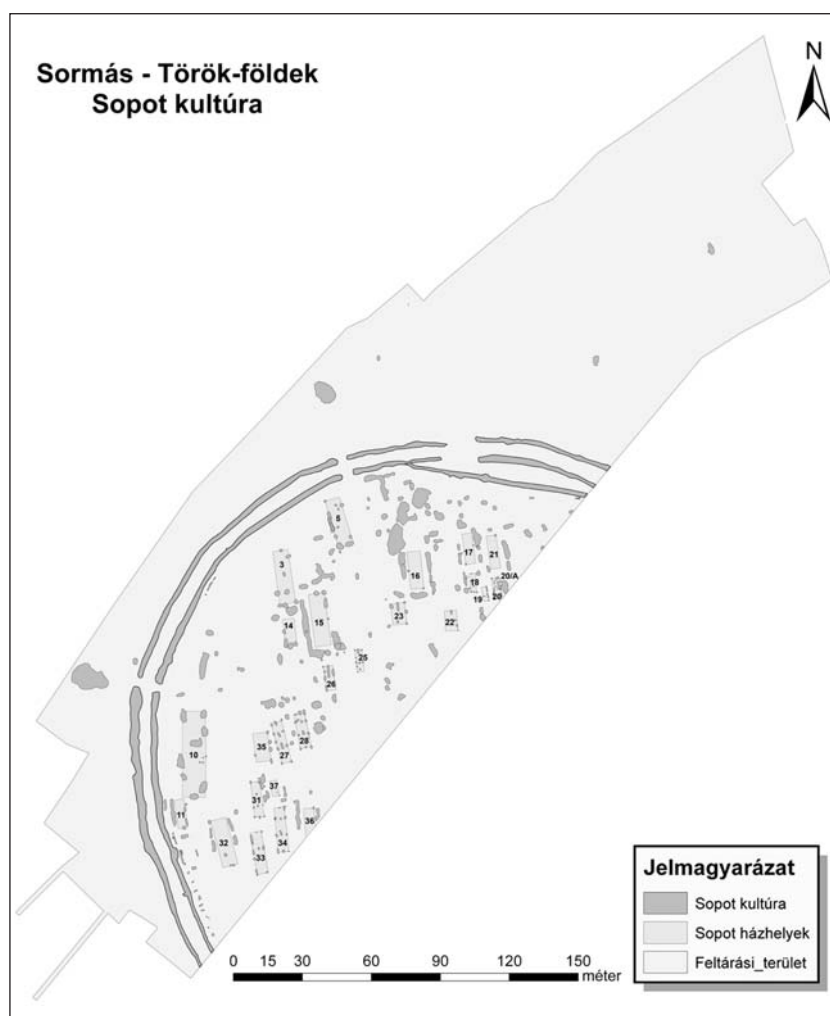 Sormás - Török-földek
Sopot kultúra
N
5
3
17
21
16
18
20/A
19
20
14
15
23
22
25
26
28
35
27
10
37
31
11
36
32
34
33
Jelmagyarázat
Sopot kultúra
Sopot házhelyek
Feltárási_terület
0 15 30 60 90 120 150
méter